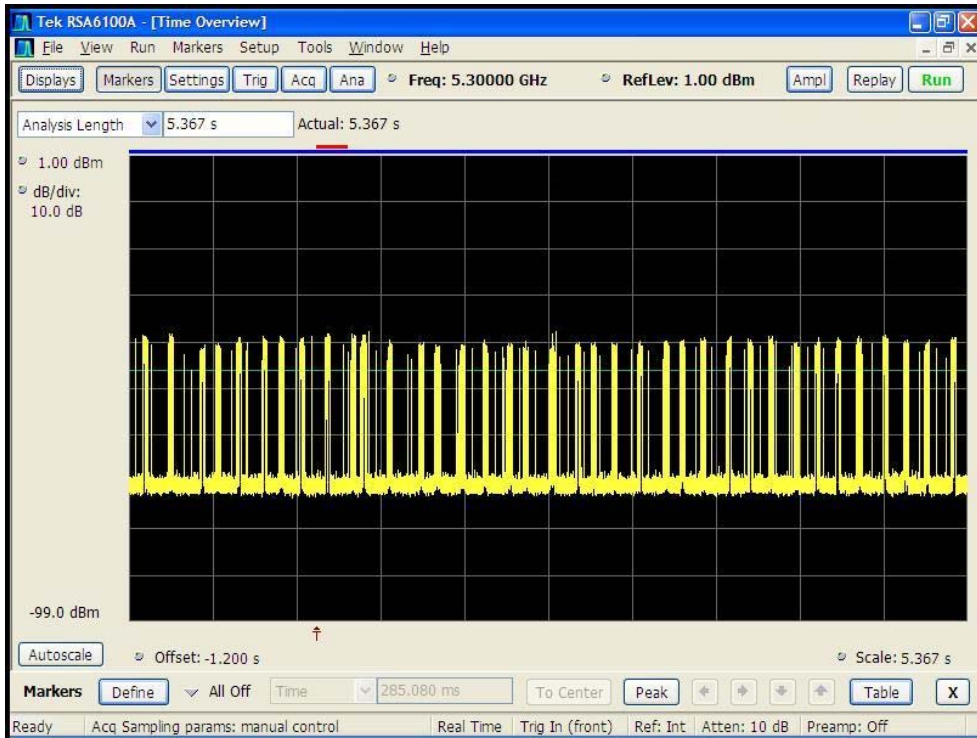 Tek RSA6100A - [Time Overview]
File View Run Markers Setup Tools Window Help
Displays Markers Settings Trig Acq Ana Freq: 5.30000 GHz RefLev: 1.00 dBm Ampl Replay Run
Analysis Length 5.367 s Actual: 5.367 s
1.00 dBm
dB/div:
10.0 dB
-99.0 dBm
Autoscale Offset: -1.200 s Scale: 5.367 s
Markers Define All Off Time 285.080 ms To Center Peak Table X
Ready Acq Sampling params: manual control Real Time Trig In (front) Ref: Int Atten: 10 dB Preamp: Off